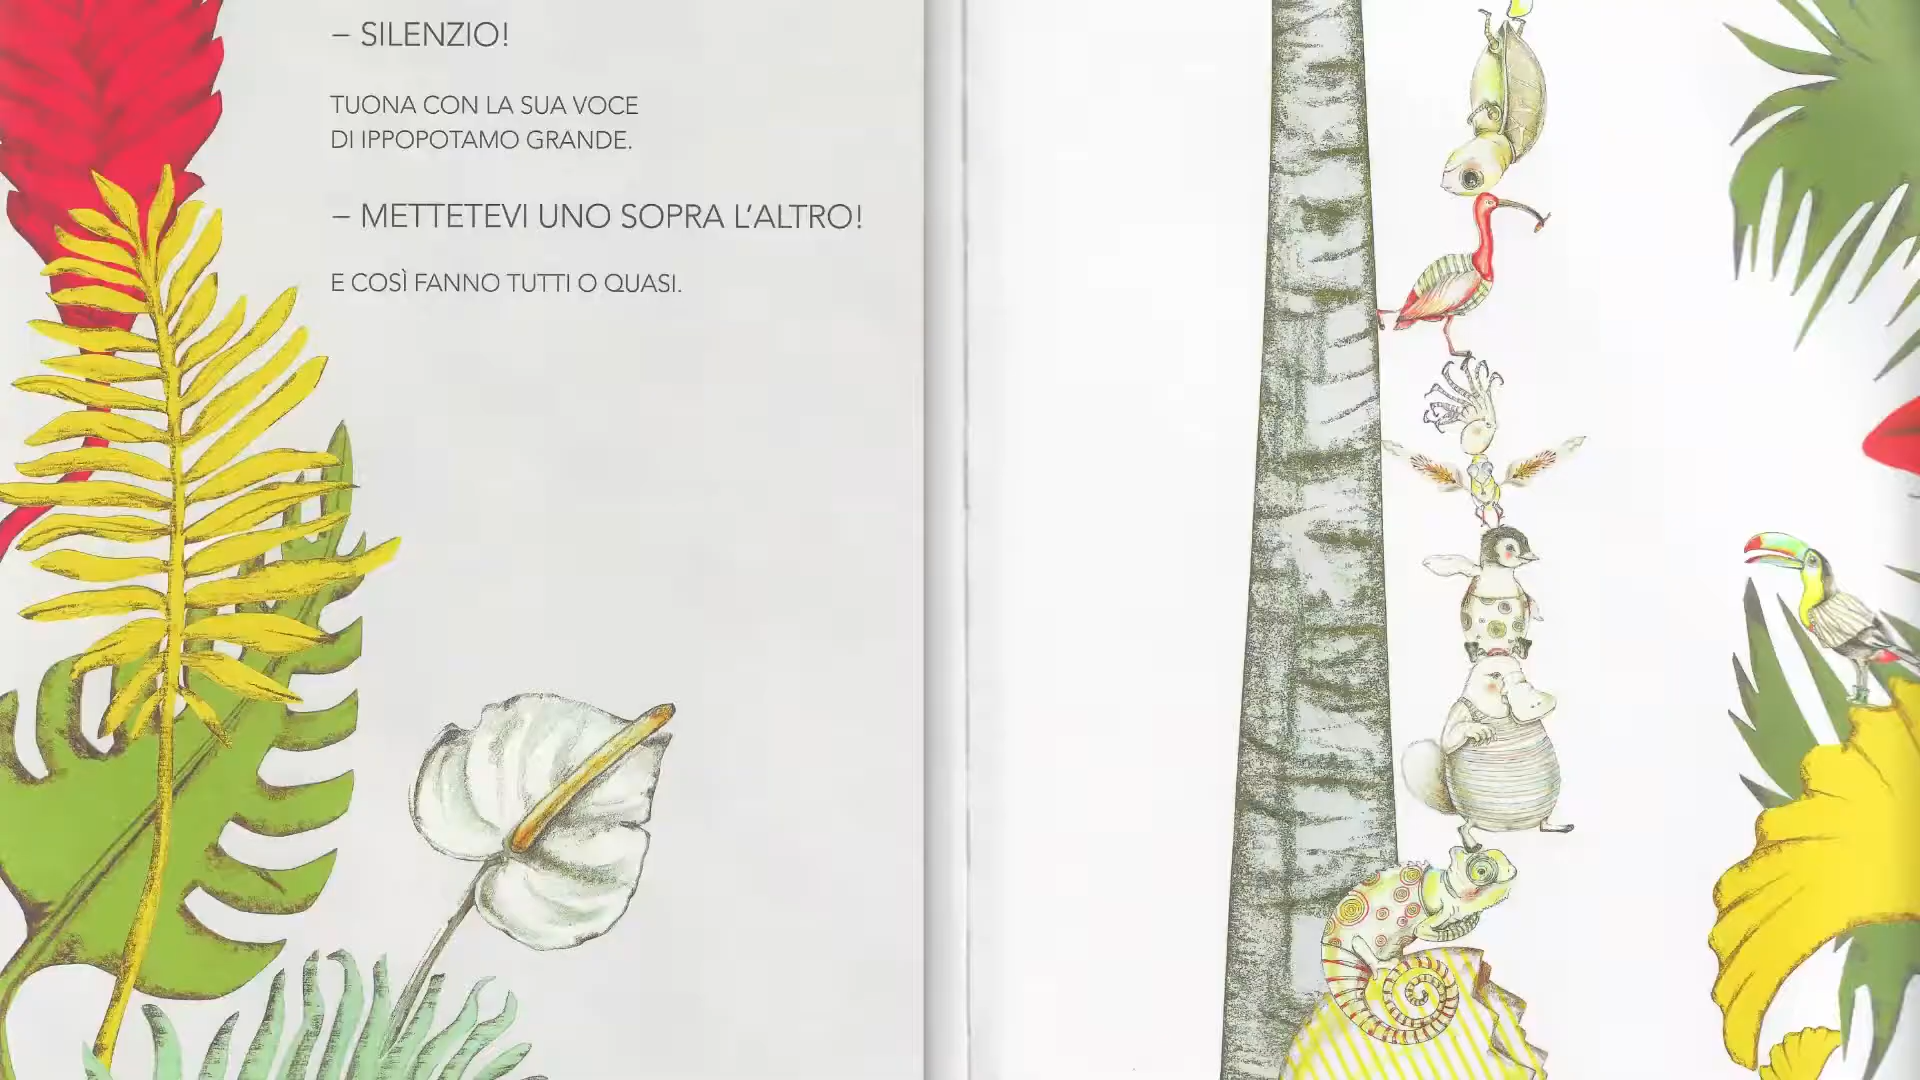 – SILENZIO!
TUONA CON LA SUA VOCE
DI IPPOPOTAMO GRANDE.
– METTETEVI UNO SOPRA L'ALTRO!
E COSÌ FANNO TUTTI O QUASI.